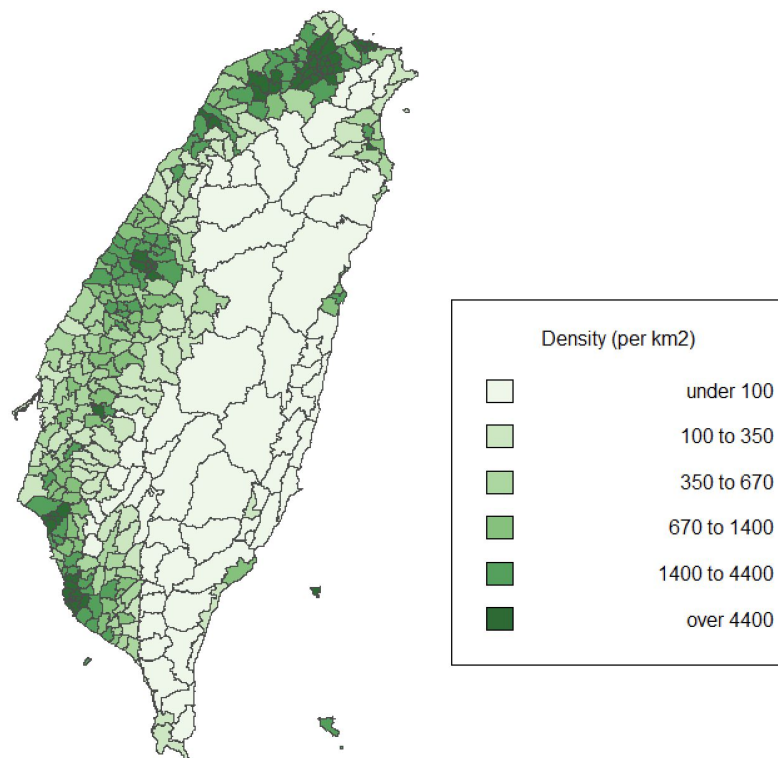 Density (per km2)
under 100
100 to 350
350 to 670
670 to 1400
1400 to 4400
over 4400